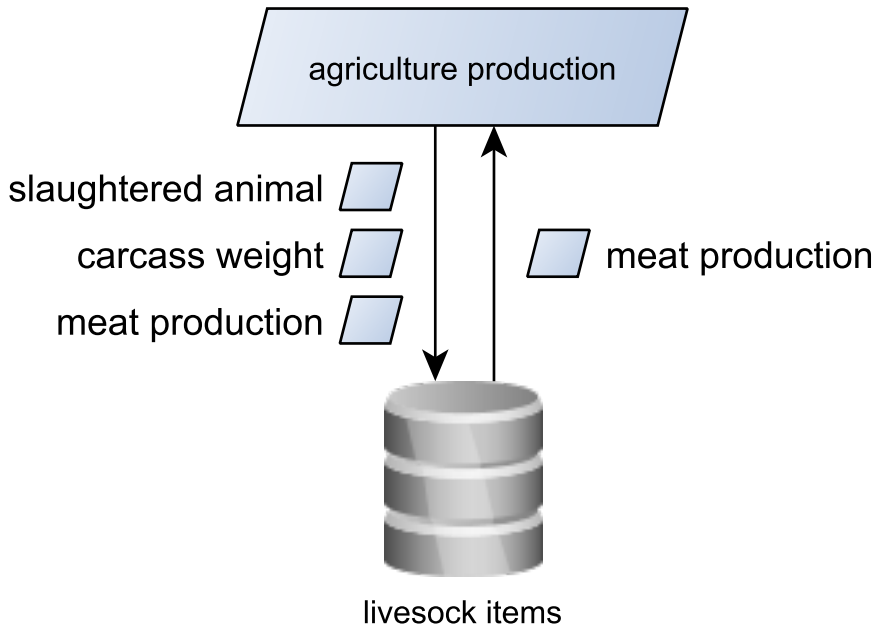 agriculture production
slaughtered animal
carcass weight
meat production
meat production
livesock items